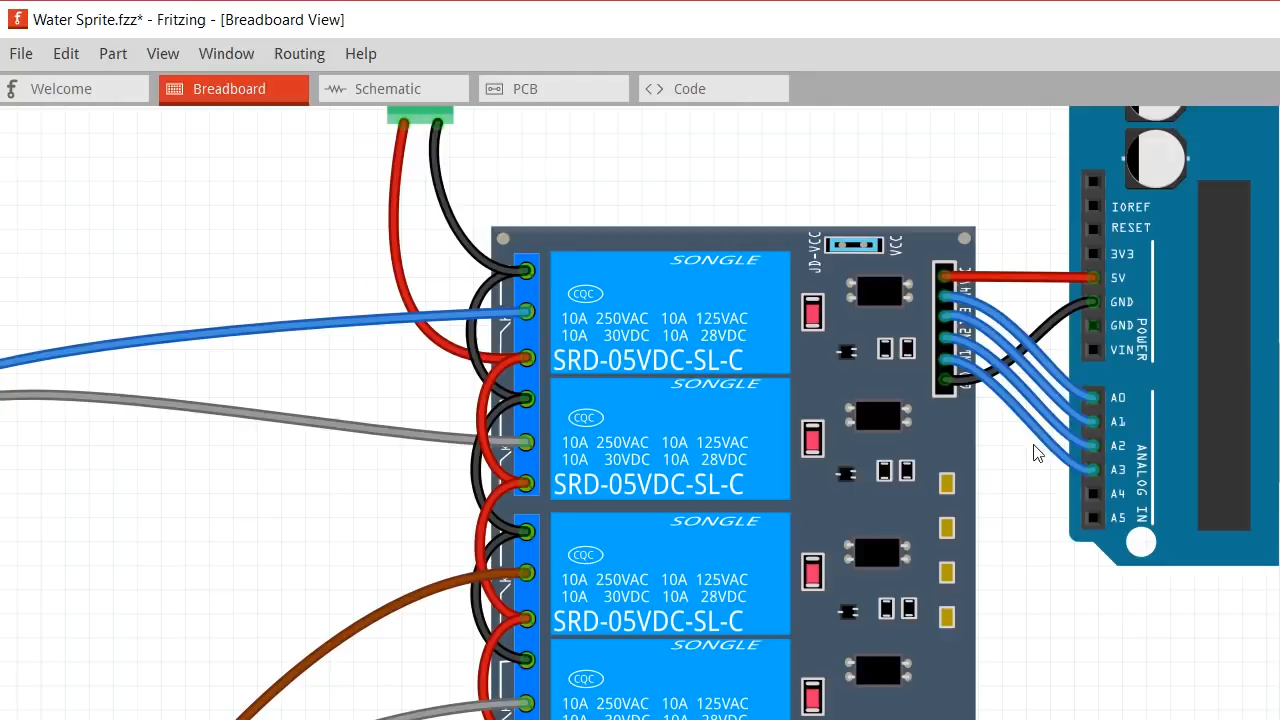 Water Sprite.fzz* - Fritzing - [Breadboard View]
File Edit Part View Window Routing Help
Welcome Breadboard Schematic PCB Code
JD-VCC VCC
SONGLE
CQC
10A 250VAC 10A 125VAC
10A 30VDC 10A 28VDC
SRD-05VDC-SL-C
SONGLE
CQC
10A 250VAC 10A 125VAC
10A 30VDC 10A 28VDC
SRD-05VDC-SL-C
SONGLE
CQC
10A 250VAC 10A 125VAC
10A 30VDC 10A 28VDC
SRD-05VDC-SL-C
SONGLE
CQC
10A 250VAC 10A 125VAC
IOREF
RESET
3V3
5V
GND
GND
VIN
POWER
A0
A1
A2
A3
A4
A5
ANALOG IN